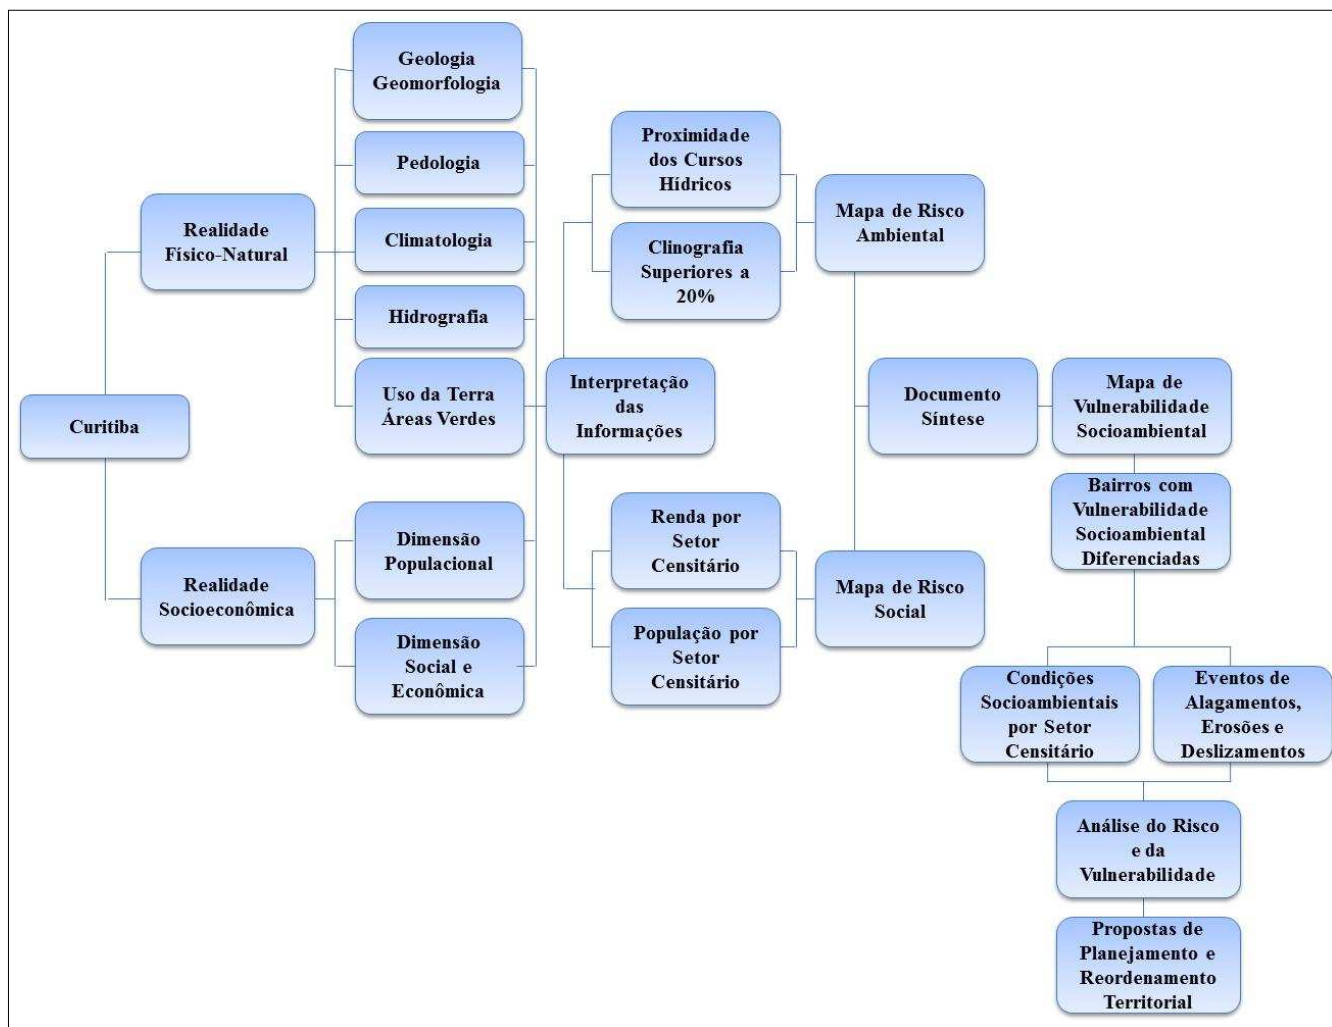 Curitiba
Realidade
Físico-Natural
Realidade
Socioeconômica
Geologia
Geomorfologia
Pedologia
Climatologia
Hidrografia
Uso da Terra
Áreas Verdes
Dimensão
Populacional
Dimensão
Social e
Econômica
Interpretação
das
Informações
Proximidade
dos Cursos
Hídricos
Clinografia
Superiores a
20%
Renda por
Setor
Censitário
População por
Setor
Censitário
Mapa de Risco
Ambiental
Mapa de Risco
Social
Documento
Síntese
Mapa de
Vulnerabilidade
Socioambiental
Bairros com
Vulnerabilidade
Socioambiental
Diferenciadas
Condições
Socioambientais
por Setor
Censitário
Eventos de
Alagamentos,
Erosões e
Deslizamentos
Análise do Risco
e da
Vulnerabilidade
Propostas de
Planejamento e
Reordenamento
Territorial